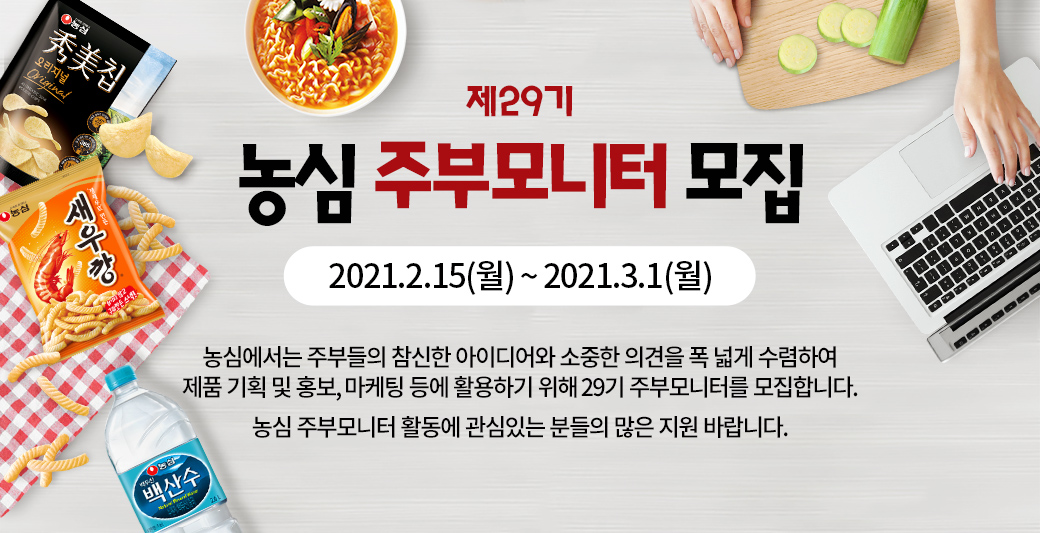 제29기
농심 주부모니터 모집
2021.2.15(월) ~ 2021.3.1(월)
농심에서는 주부들의 참신한 아이디어와 소중한 의견을 폭 넓게 수렴하여
제품 기획 및 홍보, 마케팅 등에 활용하기 위해 29기 주부모니터를 모집합니다.
농심 주부모니터 활동에 관심있는 분들의 많은 지원 바랍니다.
농심
秀美칩
오리지널
Original
농심
새우깡
농심
백두산
백산수
2.0L